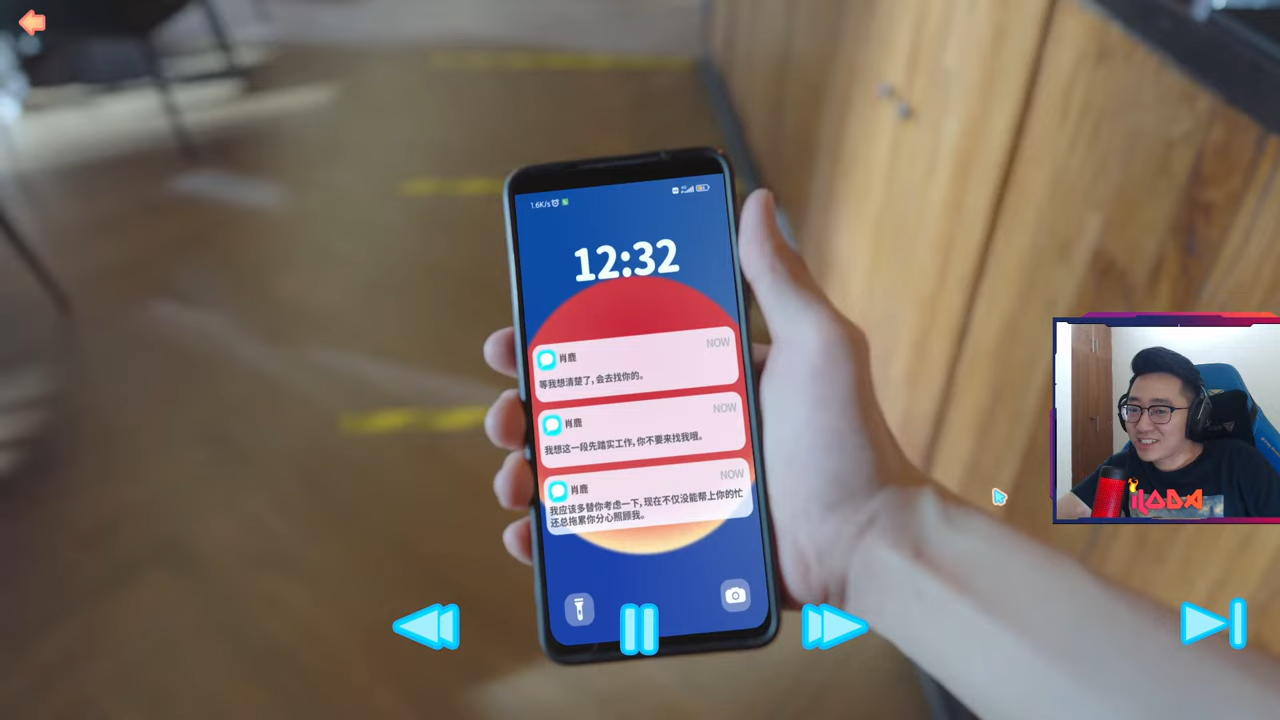 1.6K/s
12:32
肖鹿
NOW
等我想清楚了，会去找你的。
肖鹿
NOW
我想这一段先踏实工作，你不要来找我哦。
肖鹿
NOW
我应该多替你考虑一下，现在不仅没能帮上你的忙
还总拖累你分心照顾我。